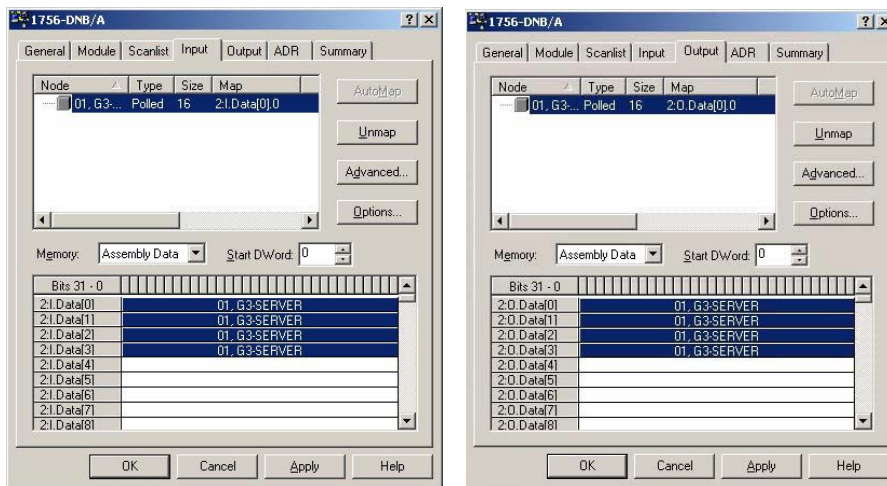 1756-DNB/A
General Module Scanlist Input Output ADR Summary
Node Type Size Map
01, G3-... Polled 16 2:I.Data[0].0
AutoMap
Unmap
Advanced...
Options...
Memory: Assembly Data Start DWord: 0
Bits 31 - 0
2:I.Data[0] 01, G3-SERVER
2:I.Data[1] 01, G3-SERVER
2:I.Data[2] 01, G3-SERVER
2:I.Data[3] 01, G3-SERVER
2:I.Data[4]
2:I.Data[5]
2:I.Data[6]
2:I.Data[7]
2:I.Data[8]
OK Cancel Apply Help
1756-DNB/A
General Module Scanlist Input Output ADR Summary
Node Type Size Map
01, G3-... Polled 16 2:O.Data[0].0
AutoMap
Unmap
Advanced...
Options...
Memory: Assembly Data Start DWord: 0
Bits 31 - 0
2:O.Data[0] 01, G3-SERVER
2:O.Data[1] 01, G3-SERVER
2:O.Data[2] 01, G3-SERVER
2:O.Data[3] 01, G3-SERVER
2:O.Data[4]
2:O.Data[5]
2:O.Data[6]
2:O.Data[7]
2:O.Data[8]
OK Cancel Apply Help